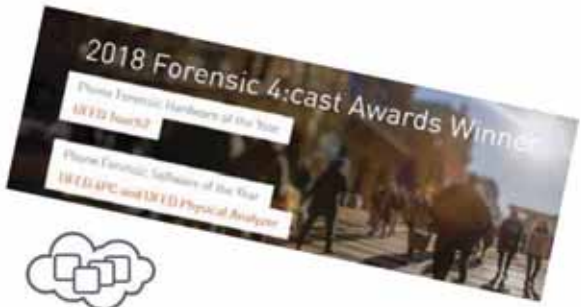 2018 Forensic 4:cast Awards Winner
Phone Forensic Hardware of the Year
UFED Touch2
Phone Forensic Software of the Year
UFED 4PC and UFED Physical Analyzer